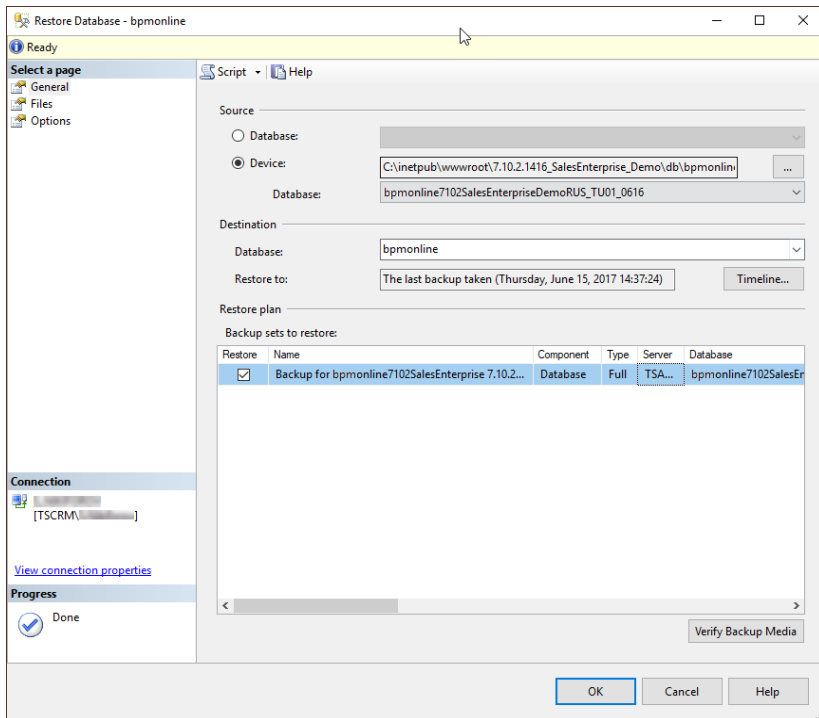 Restore Database - bpmonline
Ready
Select a page
General
Files
Options
Script
Help
Source
Database:
Device:
C:\inetpub\wwwroot\7.10.2.1416_SalesEnterprise_Demo\db\bpmonline
...
Database:
bpmonline7102SalesEnterpriseDemoRUS_TU01_0616
Destination
Database:
bpmonline
Restore to:
The last backup taken (Thursday, June 15, 2017 14:37:24)
Timeline...
Restore plan
Backup sets to restore:
Restore Name Component Type Server Database
Backup for bpmonline7102SalesEnterprise 7.10.2... Database Full TSA... bpmonline7102SalesEr
Connection
[TSCRM\ ]
View connection properties
Progress
Done
Verify Backup Media
OK Cancel Help